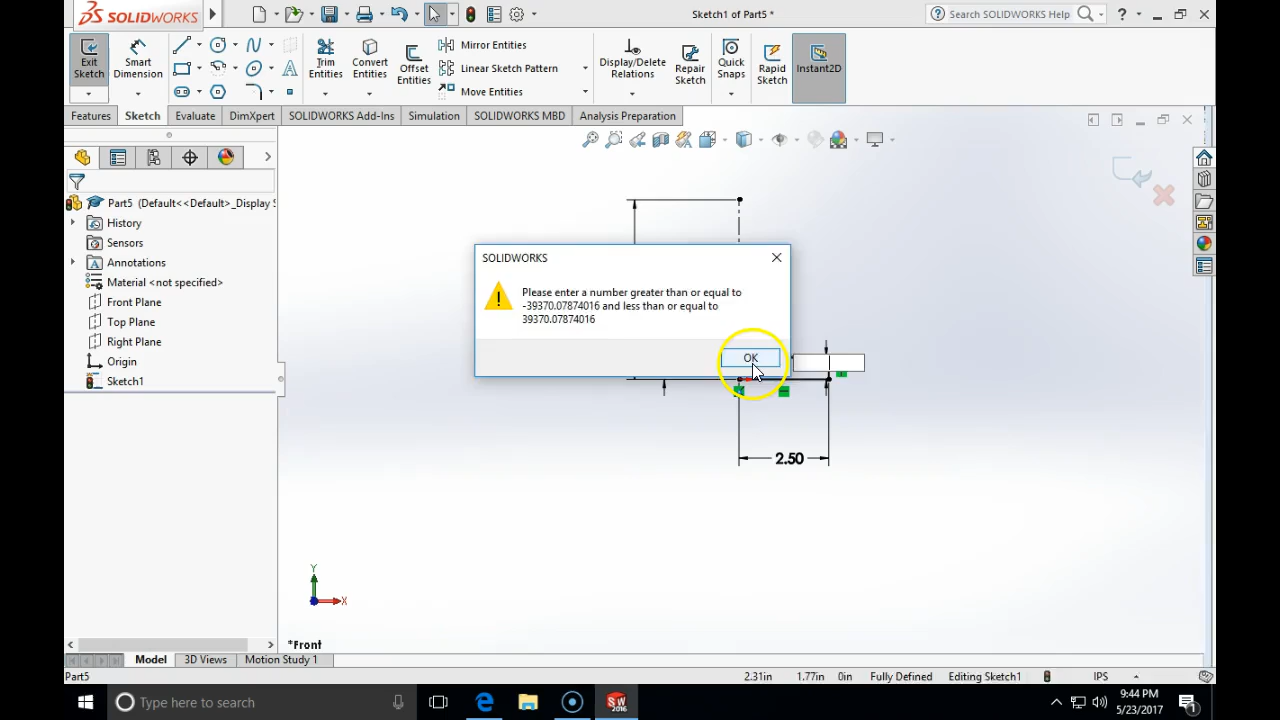 SOLIDWORKS
Sketch1 of Part5 *
Search SOLIDWORKS Help
?
Exit Sketch
Smart Dimension
Trim Entities
Convert Entities
Offset Entities
Mirror Entities
Linear Sketch Pattern
Move Entities
Display/Delete Relations
Repair Sketch
Quick Snaps
Rapid Sketch
Instant2D
Features
Sketch
Evaluate
DimXpert
SOLIDWORKS Add-Ins
Simulation
SOLIDWORKS MBD
Analysis Preparation
Part5 (Default<<Default>_Display S
History
Sensors
Annotations
Material <not specified>
Front Plane
Top Plane
Right Plane
Origin
Sketch1
SOLIDWORKS
Please enter a number greater than or equal to
-39370.07874016 and less than or equal to
39370.07874016
OK
2.50
Y
X
*Front
Model
3D Views
Motion Study 1
Part5
2.31in
1.77in
0in
Fully Defined
Editing Sketch1
IPS
Type here to search
SW
2016
9:44 PM
5/23/2017
1